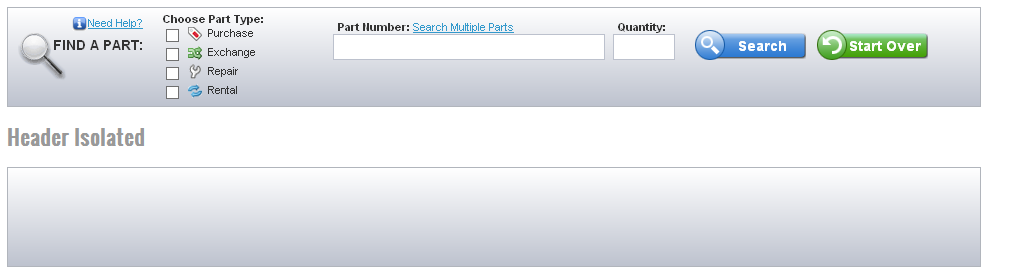 Need Help?
FIND A PART:
Choose Part Type:
Purchase
Exchange
Repair
Rental
Part Number: Search Multiple Parts
Quantity:
Search
Start Over
Header Isolated